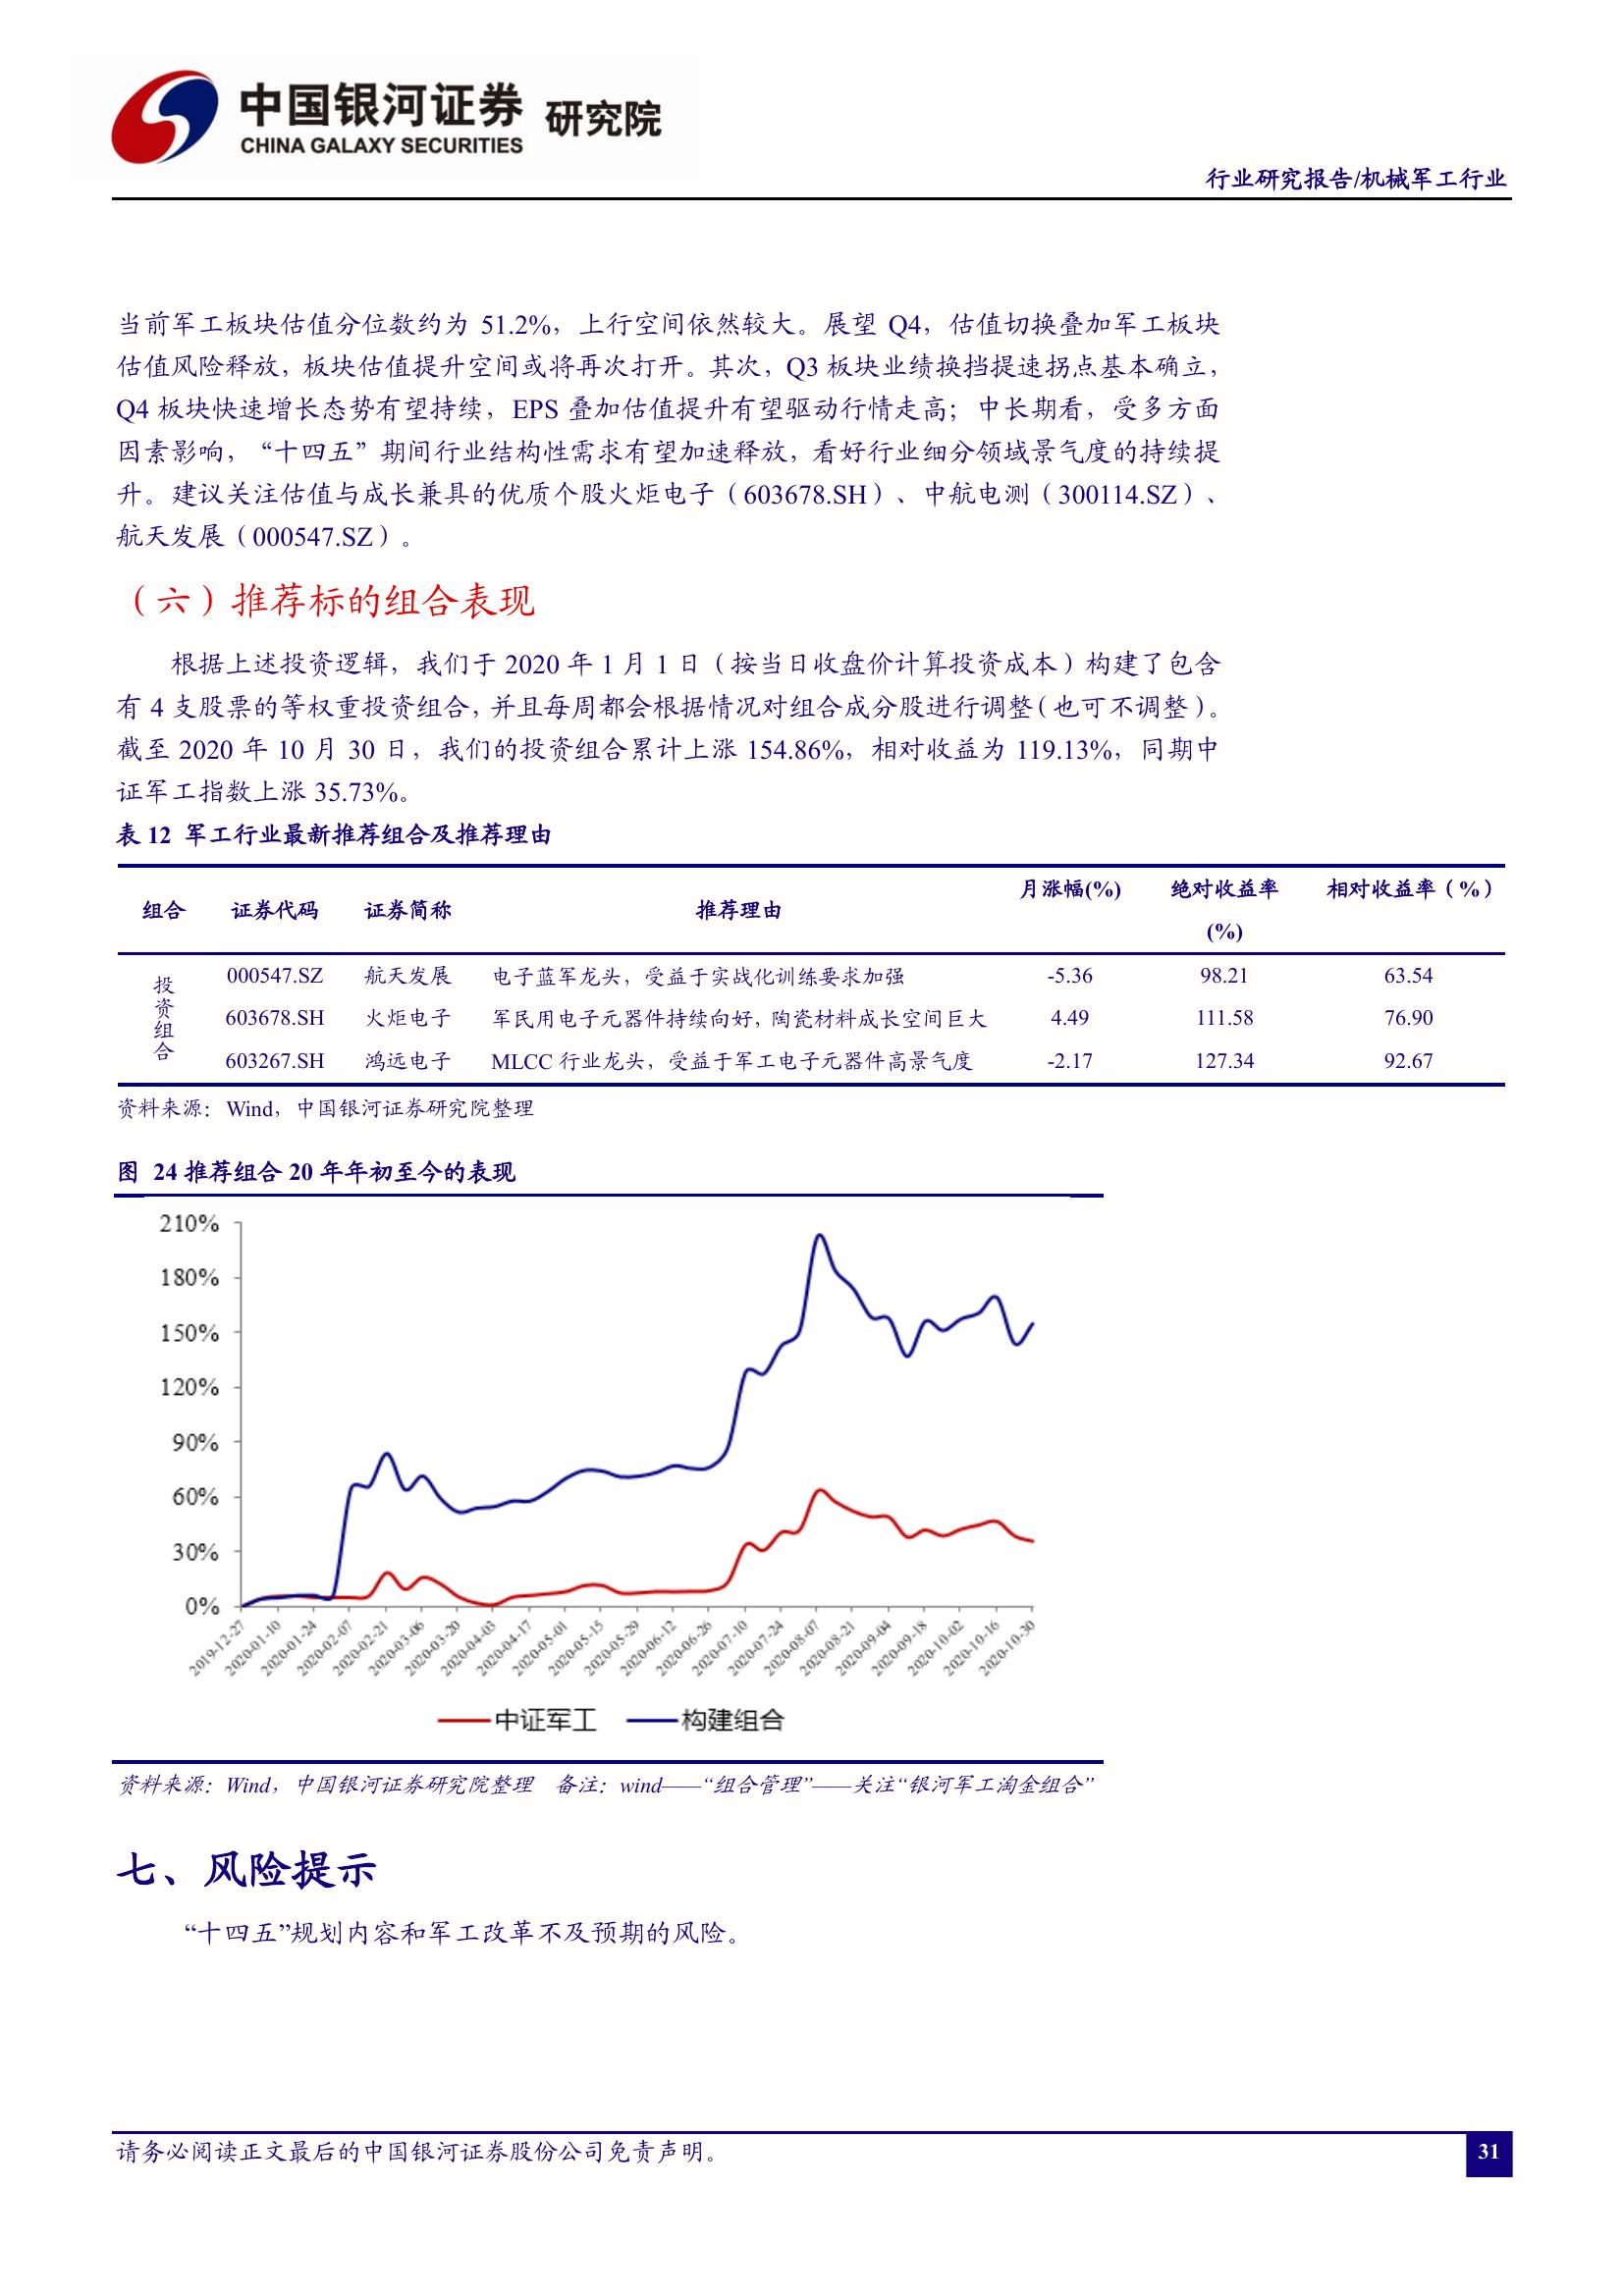 中国银河证券 研究院
CHINA GALAXY SECURITIES
行业研究报告/机械军工行业
当前军工板块估值分位数约为 51.2%，上行空间依然较大。展望 Q4，估值切换叠加军工板块
估值风险释放，板块估值提升空间或将再次打开。其次，Q3 板块业绩换挡提速拐点基本确立，
Q4 板块快速增长态势有望持续，EPS 叠加估值提升有望驱动行情走高；中长期看，受多方面
因素影响，“十四五”期间行业结构性需求有望加速释放，看好行业细分领域景气度的持续提
升。建议关注估值与成长兼具的优质个股火炬电子（603678.SH）、中航电测（300114.SZ）、
航天发展（000547.SZ）。
（六）推荐标的组合表现
根据上述投资逻辑，我们于 2020 年 1 月 1 日（按当日收盘价计算投资成本）构建了包含
有 4 支股票的等权重投资组合，并且每周都会根据情况对组合成分股进行调整（也可不调整）。
截至 2020 年 10 月 30 日，我们的投资组合累计上涨 154.86%，相对收益为 119.13%，同期中
证军工指数上涨 35.73%。
表 12 军工行业最新推荐组合及推荐理由
组合 证券代码 证券简称 推荐理由 月涨幅(%) 绝对收益率(%) 相对收益率（%）
投资组合
000547.SZ 航天发展 电子蓝军龙头，受益于实战化训练要求加强 -5.36 98.21 63.54
603678.SH 火炬电子 军民用电子元器件持续向好，陶瓷材料成长空间巨大 4.49 111.58 76.90
603267.SH 鸿远电子 MLCC 行业龙头，受益于军工电子元器件高景气度 -2.17 127.34 92.67
资料来源：Wind，中国银河证券研究院整理
图 24 推荐组合 20 年年初至今的表现
210%
180%
150%
120%
90%
60%
30%
0%
2019-12-27
2020-01-10
2020-01-24
2020-02-07
2020-02-21
2020-03-06
2020-03-20
2020-04-03
2020-04-17
2020-05-01
2020-05-15
2020-05-29
2020-06-12
2020-06-26
2020-07-10
2020-07-24
2020-08-07
2020-08-21
2020-09-04
2020-09-18
2020-10-02
2020-10-16
2020-10-30
中证军工 构建组合
资料来源：Wind，中国银河证券研究院整理 备注：wind——“组合管理”——关注“银河军工淘金组合”
七、风险提示
“十四五”规划内容和军工改革不及预期的风险。
请务必阅读正文最后的中国银河证券股份公司免责声明。
31